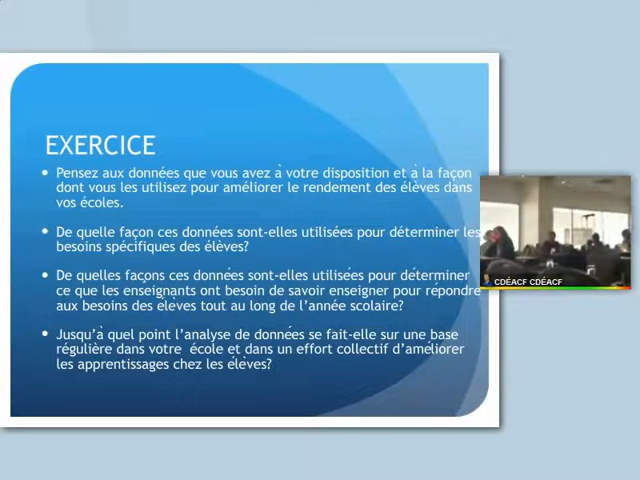 EXERCICE
Pensez aux données que vous avez à votre disposition et à la façon
dont vous les utilisez pour améliorer le rendement des élèves dans
vos écoles.
De quelle façon ces données sont-elles utilisées pour déterminer les
besoins spécifiques des élèves?
De quelles façons ces données sont-elles utilisées pour déterminer
ce que les enseignants ont besoin de savoir enseigner pour répondre
aux besoins des élèves tout au long de l'année scolaire?
Jusqu'à quel point l'analyse de données se fait-elle sur une base
régulière dans votre école et dans un effort collectif d'améliorer
les apprentissages chez les élèves?
CDÉACF CDÉACF